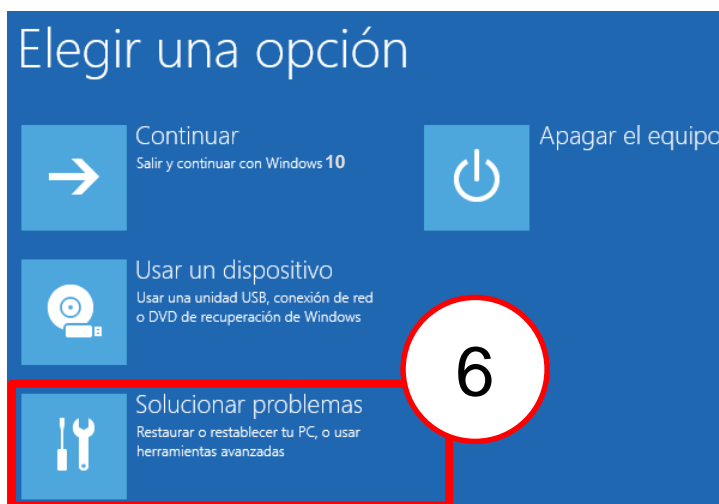 Elegir una opción
Continuar
Salir y continuar con Windows 10
Apagar el equipo
Usar un dispositivo
Usar una unidad USB, conexión de red
o DVD de recuperación de Windows
6
Solucionar problemas
Restaurar o restablecer tu PC, o usar
herramientas avanzadas